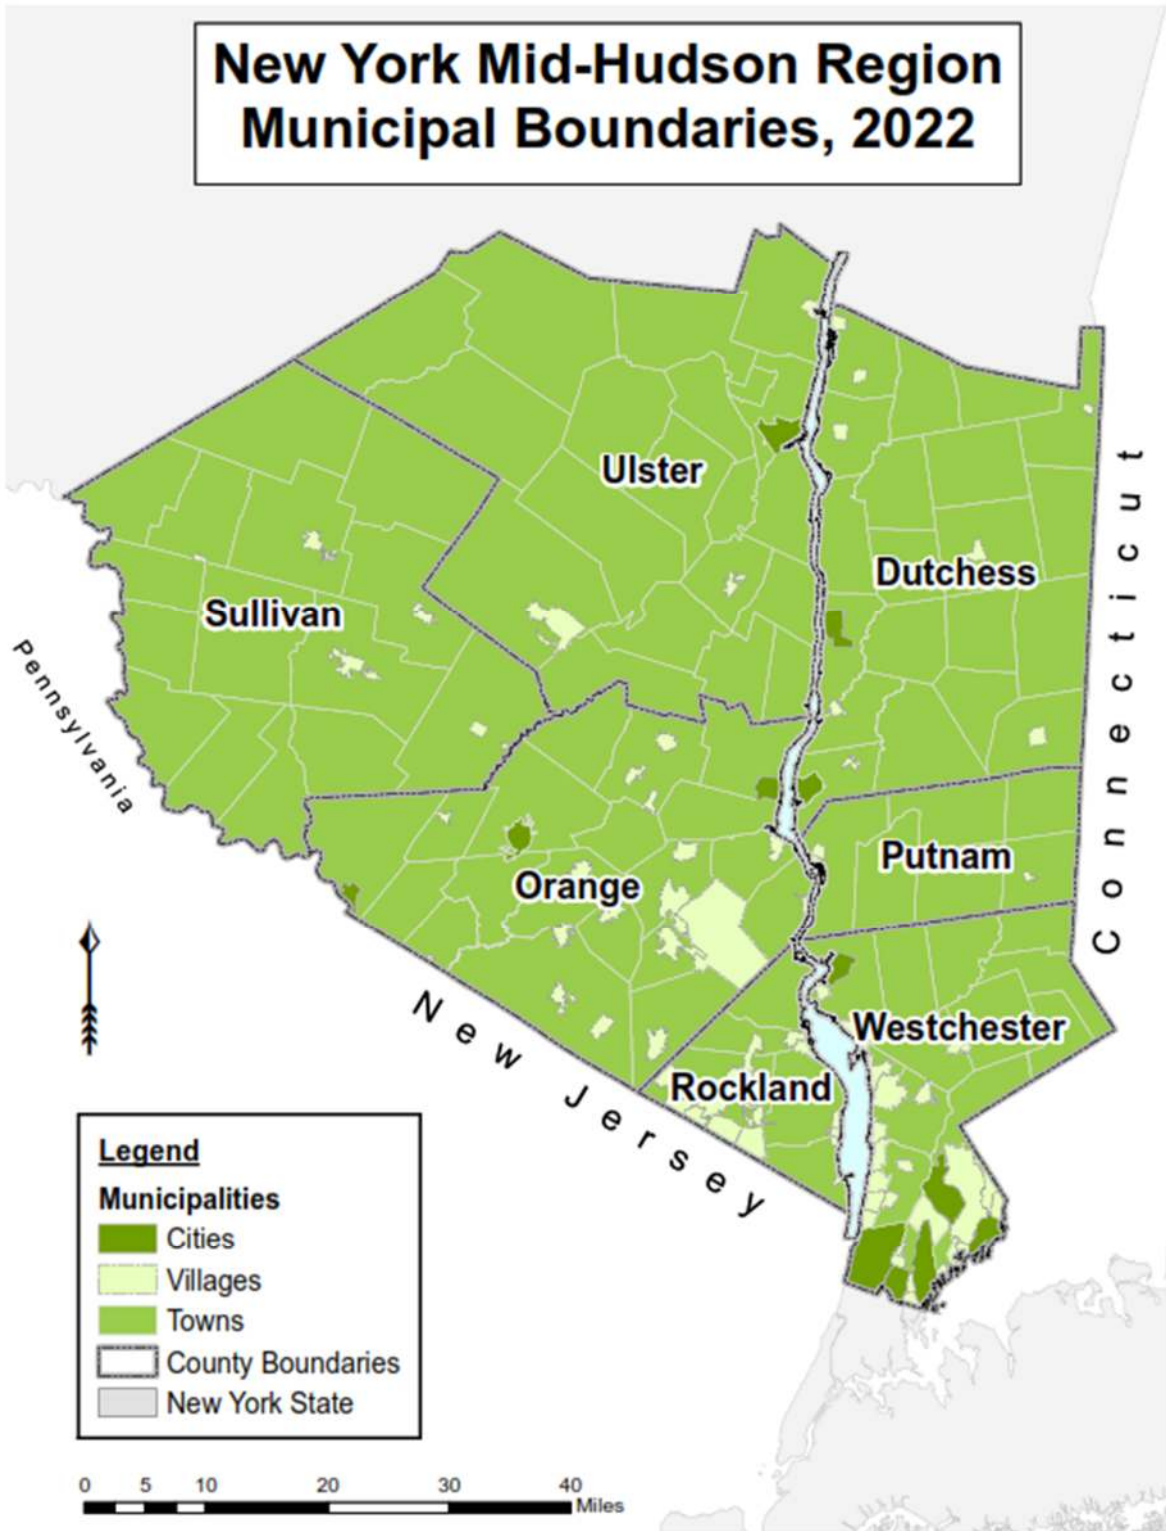 New York Mid-Hudson Region
Municipal Boundaries, 2022
Ulster
Dutchess
Sullivan
Connecticut
Pennsylvania
Putnam
Orange
Westchester
New Jersey
Rockland
Legend
Municipalities
Cities
Villages
Towns
County Boundaries
New York State
0 5 10 20 30 40
Miles